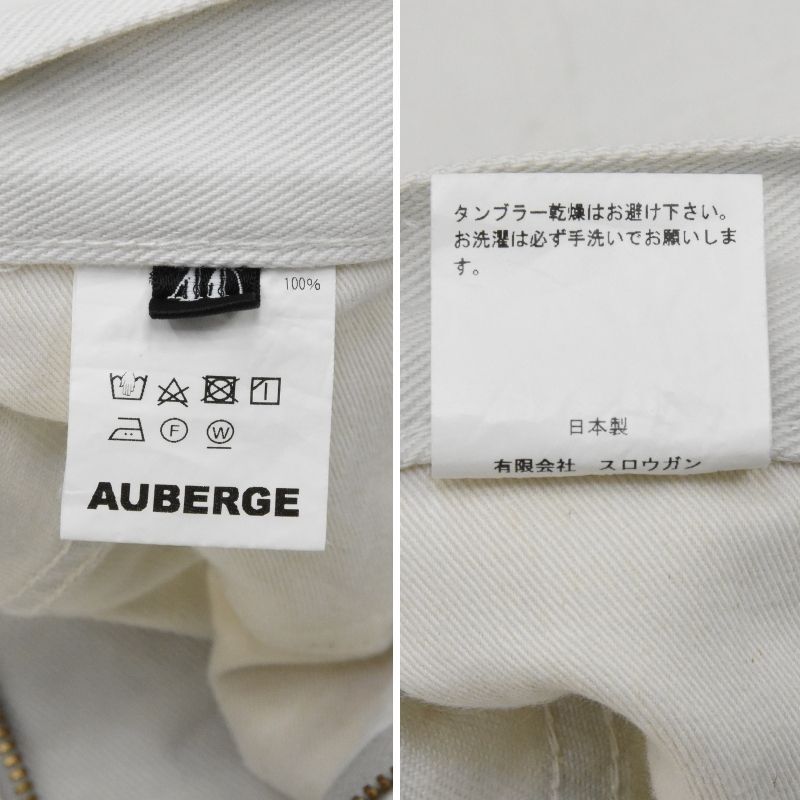 100%
F
W
AUBERGE
タンブラー乾燥はお避け下さい。
お洗濯は必ず手洗いでお願いしま
す。
日本製
有限会社 スロウガン